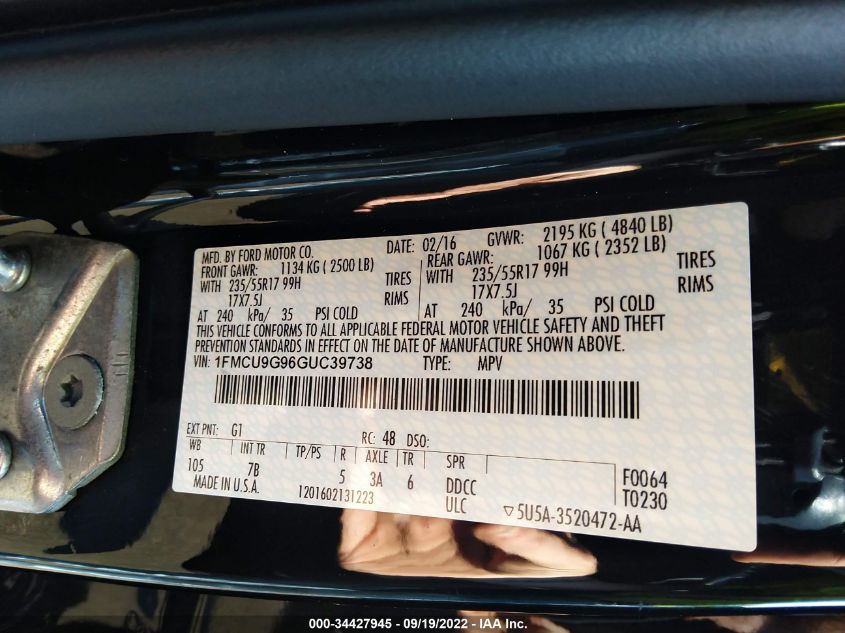 MFD. BY FORD MOTOR CO. DATE: 02/16 GVWR: 2195 KG ( 4840 LB)
FRONT GAWR: 1134 KG ( 2500 LB) REAR GAWR: 1067 KG ( 2352 LB)
WITH 235/55R17 99H TIRES WITH 235/55R17 99H TIRES
17X7.5J RIMS 17X7.5J RIMS
AT 240 kPa/ 35 PSI COLD AT 240 kPa/ 35 PSI COLD
THIS VEHICLE CONFORMS TO ALL APPLICABLE FEDERAL MOTOR VEHICLE SAFETY AND THEFT
PREVENTION STANDARDS IN EFFECT ON THE DATE OF MANUFACTURE SHOWN ABOVE.
VIN: 1FMCU9G96GUC39738 TYPE: MPV
EXT PNT: G1 RC: 48 DSO:
WB INT TR TP/PS R AXLE TR SPR
105 7B 5 3A 6 DDCC F0064
MADE IN U.S.A. 1201602131223 ULC T0230
▽5U5A-3520472-AA
000-34427945 - 09/19/2022 - IAA Inc.